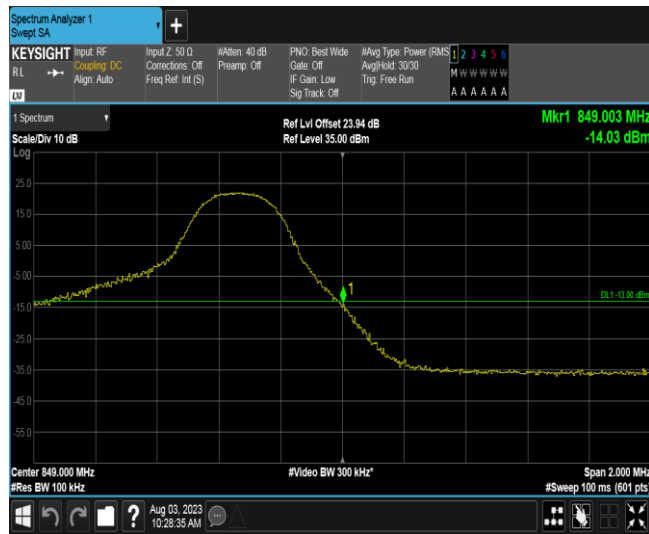 Spectrum Analyzer 1
Swept SA
+
KEYSIGHT
RL
LXI
Input: RF
Coupling: DC
Align: Auto
Input Z: 50 Ω
Corrections: Off
Freq Ref: Int (S)
#Atten: 40 dB
Preamp: Off
PNO: Best Wide
Gate: Off
IF Gain: Low
Sig Track: Off
#Avg Type: Power (RMS
Avg|Hold: 30/30
Trig: Free Run
1 2 3 4 5 6
M W W W W W
A A A A A A
1 Spectrum
Scale/Div 10 dB
Log
Ref Lvl Offset 23.94 dB
Ref Level 35.00 dBm
Mkr1 849.003 MHz
-14.03 dBm
25.0
15.0
5.00
-5.00
1
DL1 -13.00 dBm
-15.0
-25.0
-35.0
-45.0
-55.0
Center 849.000 MHz
#Res BW 100 kHz
#Video BW 300 kHz*
Span 2.000 MHz
#Sweep 100 ms (601 pts)
?
Aug 03, 2023
10:28:35 AM